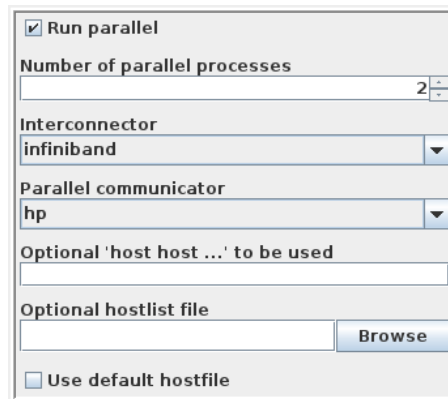 Run parallel
Number of parallel processes
2
Interconnector
infiniband
Parallel communicator
hp
Optional 'host host ...' to be used
Optional hostlist file
Browse
Use default hostfile